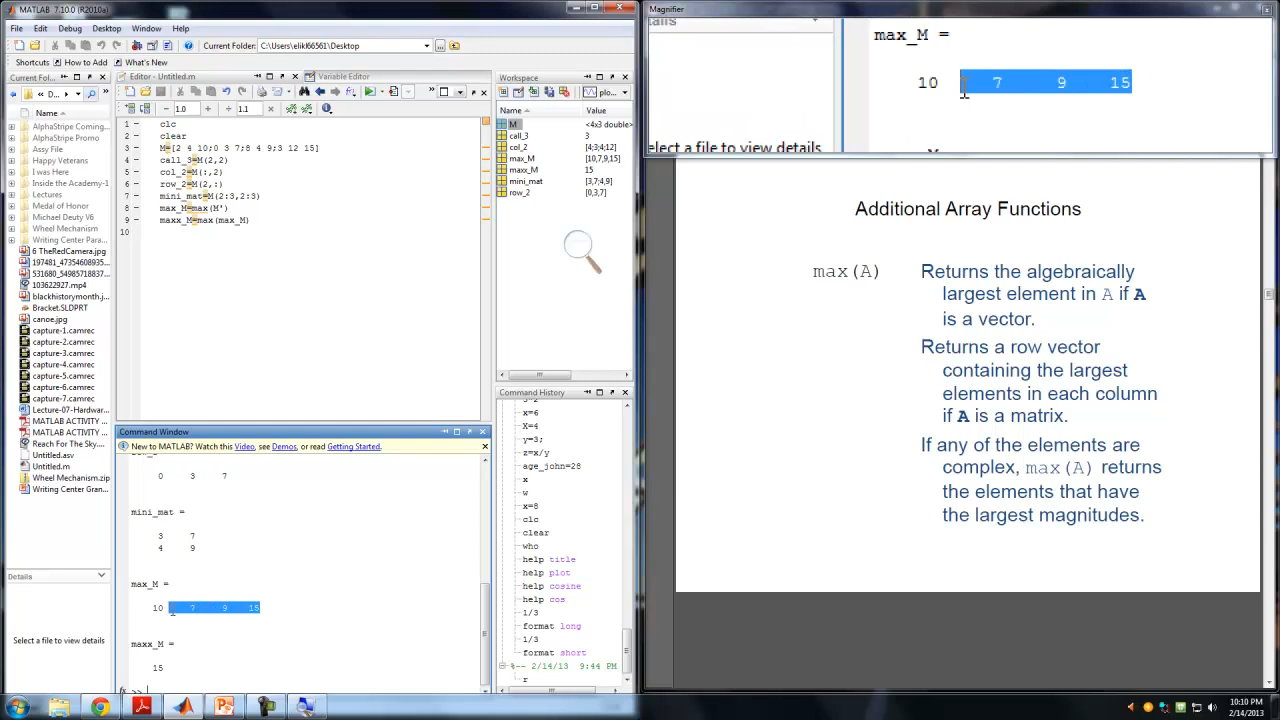 MATLAB 7.10.0 (R2010a)
File Edit Debug Desktop Window Help
Current Folder: C:\Users\elikl66561\Desktop
Shortcuts How to Add What's New
Current Fol...
D...
Name
AlphaStripe Coming...
AlphaStripe Promo
Annie Story
Happy Veterans
I was Here
Inside the Academy-1
Lectures
Medal of Honor
Michael Deuty V6
Wheel Mechanism
Writing Center Para...
6 TheRedCamera.jpg
197481_47354608935...
531680_54985718837...
103622927.mp4
blackhistorymonth.j...
Bracket.SLDPRT
canoe.jpg
capture-1.camrec
capture-2.camrec
capture-3.camrec
capture-4.camrec
capture-5.camrec
capture-6.camrec
capture-7.camrec
Lecture-07-Hardwar...
MATLAB ACTIVITY ...
MATLAB ACTIVITY ...
Reach For The Sky....
Untitled.asv
Untitled.m
Wheel Mechanism.zip
Writing Center Gran...
Details
Select a file to view details
Editor - Untitled.m
Variable Editor
1.0
1.1
1 clc
2 clear
3 M=[2 4 10;0 3 7;8 4 9;3 12 15]
4 call_3=M(2,2)
5 col_2=M(:,2)
6 row_2=M(2,:)
7 mini_mat=M(2:3,2:3)
8 max_M=max(M')
9 maxx_M=max(max_M)
10
Command Window
New to MATLAB? Watch this Video, see Demos, or read Getting Started.
0 3 7
mini_mat =
3 7
4 9
max_M =
10 7 9 15
maxx_M =
15
>>
Workspace
plo...
Name Value
M <4x3 double>
call_3 3
col_2 [4;3;4;12]
max_M [10,7,9,15]
maxx_M 15
mini_mat [3,7;4,9]
row_2 [0,3,7]
Command History
x=6
X=4
y=3;
z=x/y
age_john=28
x
w
x=8
clc
clear
who
help title
help plot
help cosine
help cos
1/3
format long
1/3
format short
%-- 2/14/13 9:44 PM
r
Magnifier
max_M =
10 7 9 15
elect a file to view details
Additional Array Functions
max(A)
Returns the algebraically
largest element in A if A
is a vector.
Returns a row vector
containing the largest
elements in each column
if A is a matrix.
If any of the elements are
complex, max(A) returns
the elements that have
the largest magnitudes.
10:10 PM
2/14/2013